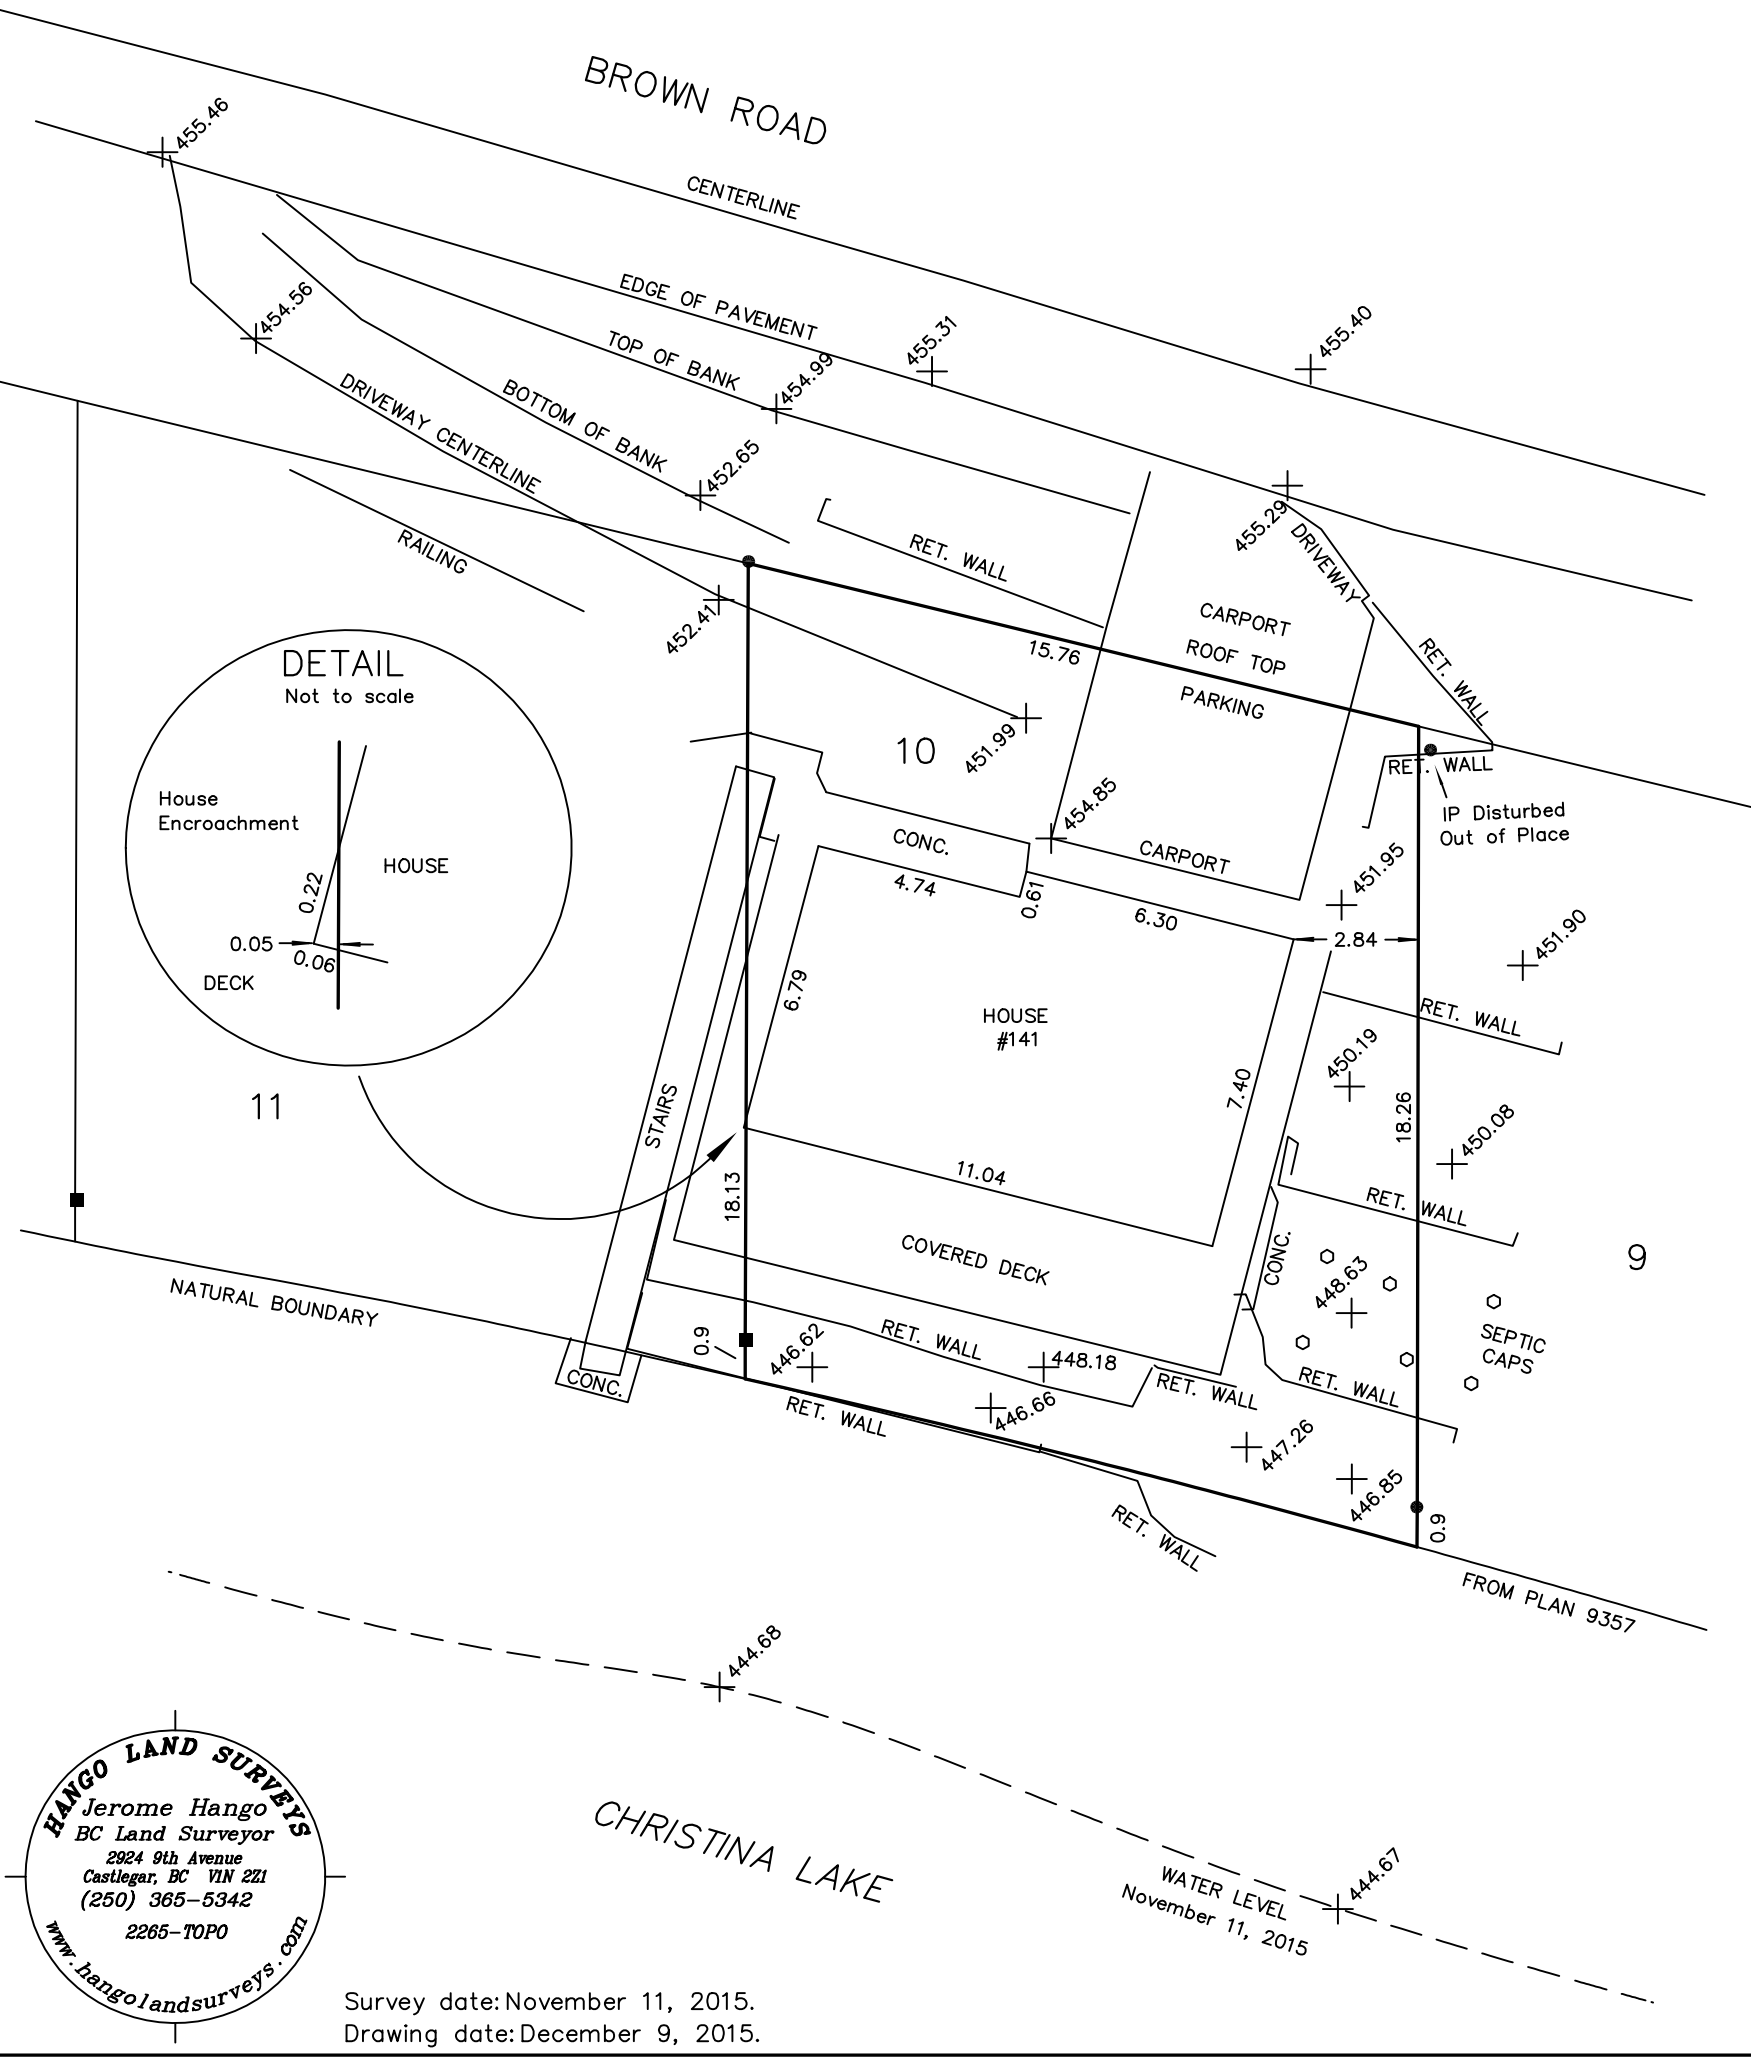 BROWN ROAD
455.46
CENTERLINE
454.56
EDGE OF PAVEMENT
455.31
455.40
TOP OF BANK
454.99
DRIVEWAY CENTERLINE
BOTTOM OF BANK
452.65
455.29
DRIVEWAY
RAILING
RET. WALL
CARPORT
ROOF TOP
PARKING
RET. WALL
452.41
15.76
DETAIL
Not to scale
House
Encroachment
HOUSE
0.22
0.05
0.06
DECK
10
451.99
454.85
RET. WALL
IP Disturbed
Out of Place
CONC.
CARPORT
451.95
4.74
0.61
6.30
2.84
451.90
6.79
HOUSE
#141
RET. WALL
450.19
7.40
18.26
450.08
11
STAIRS
18.13
11.04
RET. WALL
COVERED DECK
CONC.
448.63
9
NATURAL BOUNDARY
0.9
446.62
RET. WALL
448.18
SEPTIC
CAPS
CONC.
RET. WALL
RET. WALL
RET. WALL
446.66
447.26
446.85
0.9
RET. WALL
FROM PLAN 9357
444.68
HANGO LAND SURVEYS
Jerome Hango
BC Land Surveyor
2924 9th Avenue
Castlegar, BC V1N 2Z1
(250) 365-5342
2265-TOPO
www.hangolandsurveys.com
CHRISTINA LAKE
WATER LEVEL
November 11, 2015
444.67
Survey date: November 11, 2015.
Drawing date: December 9, 2015.